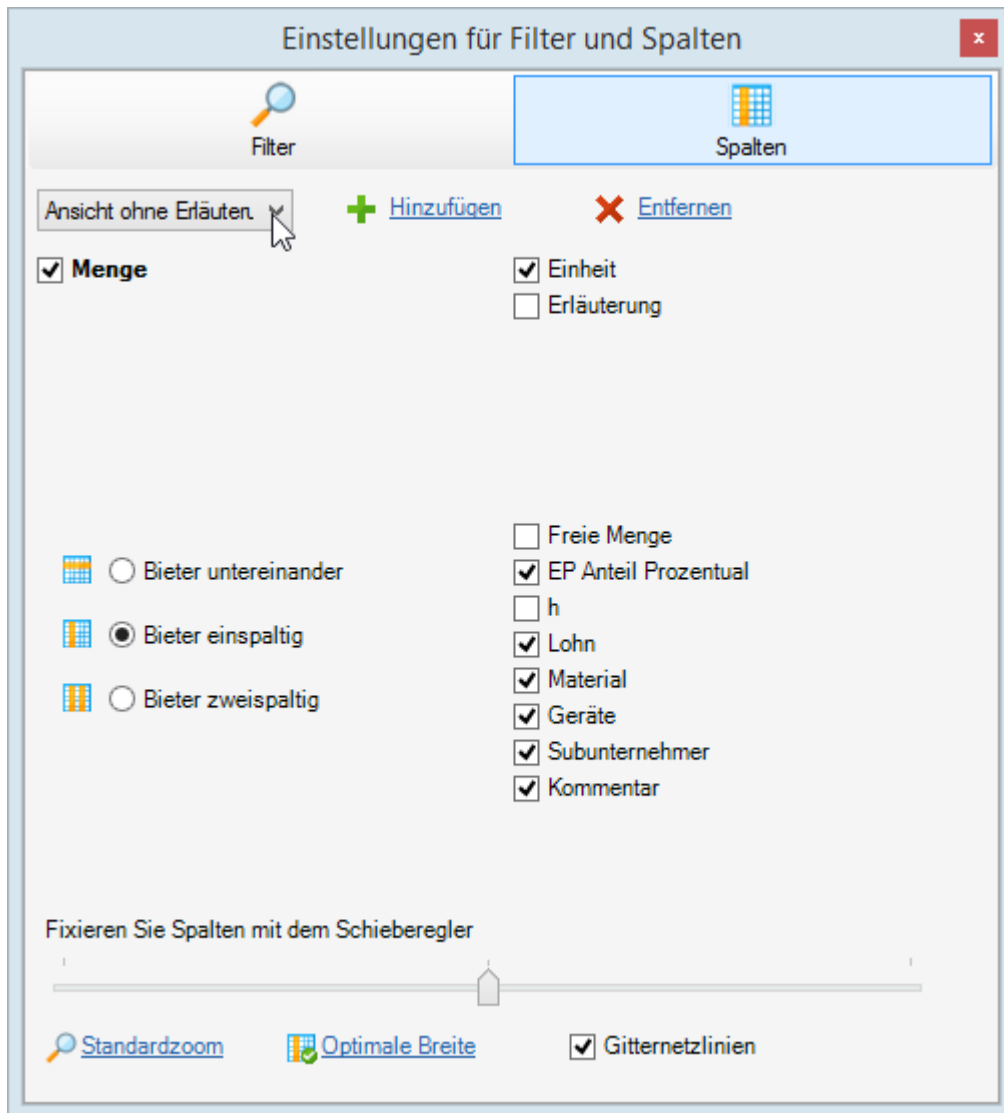 Einstellungen für Filter und Spalten
x
Filter
Spalten
Ansicht ohne Erläuter.
Hinzufügen
Entfernen
Menge
Einheit
Erläuterung
Freie Menge
EP Anteil Prozentual
h
Lohn
Material
Geräte
Subunternehmer
Kommentar
Bieter untereinander
Bieter einspaltig
Bieter zweispaltig
Fixieren Sie Spalten mit dem Schieberegler
Standardzoom
Optimale Breite
Gitternetzlinien